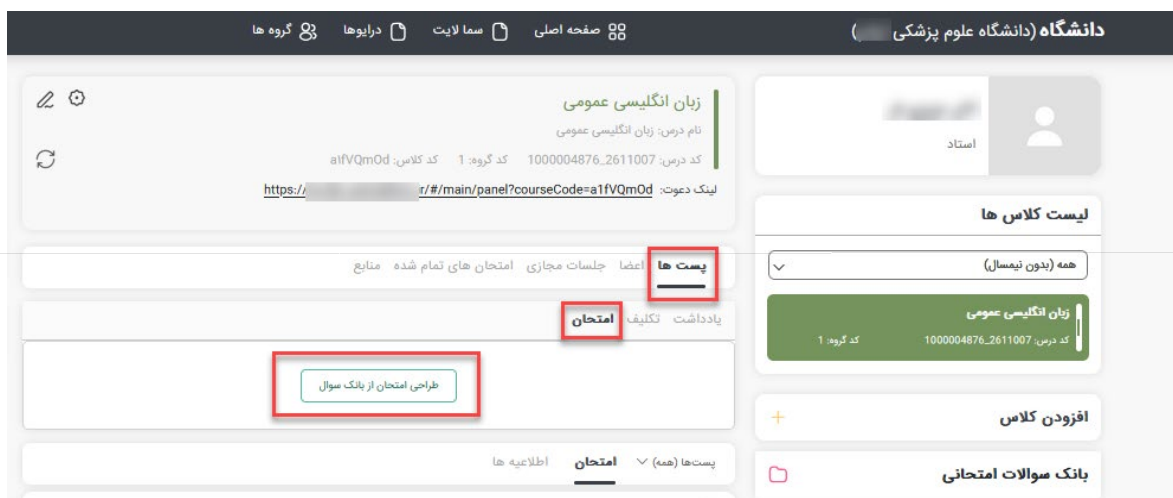 دانشگاه (دانشگاه علوم پزشکی )
صفحه اصلی
سما لایت
درایوها
گروه ها
استاد
لیست کلاس ها
همه (بدون نیمسال)
زبان انگلیسی عمومی
کد درس: 2611007_1000004876 کد گروه: 1
افزودن کلاس
بانک سوالات امتحانی
زبان انگلیسی عمومی
نام درس: زبان انگلیسی عمومی
کد درس: 2611007_1000004876 کد گروه: 1 کد کلاس: a1fVQmOd
لینک دعوت: https:// r/#/main/panel?courseCode=a1fVQmOd
پست ها اعضا جلسات مجازی امتحان های تمام شده منابع
یادداشت تکلیف امتحان
طراحی امتحان از بانک سوال
پست‌ها (همه) امتحان اطلاعیه ها